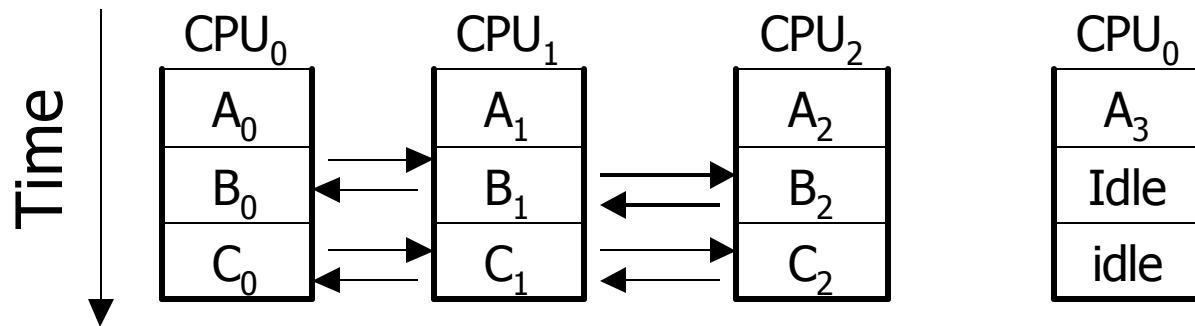 CPU₀ CPU₁ CPU₂ CPU₀
Time
A₀ A₁ A₂ A₃
B₀ B₁ B₂ Idle
C₀ C₁ C₂ idle